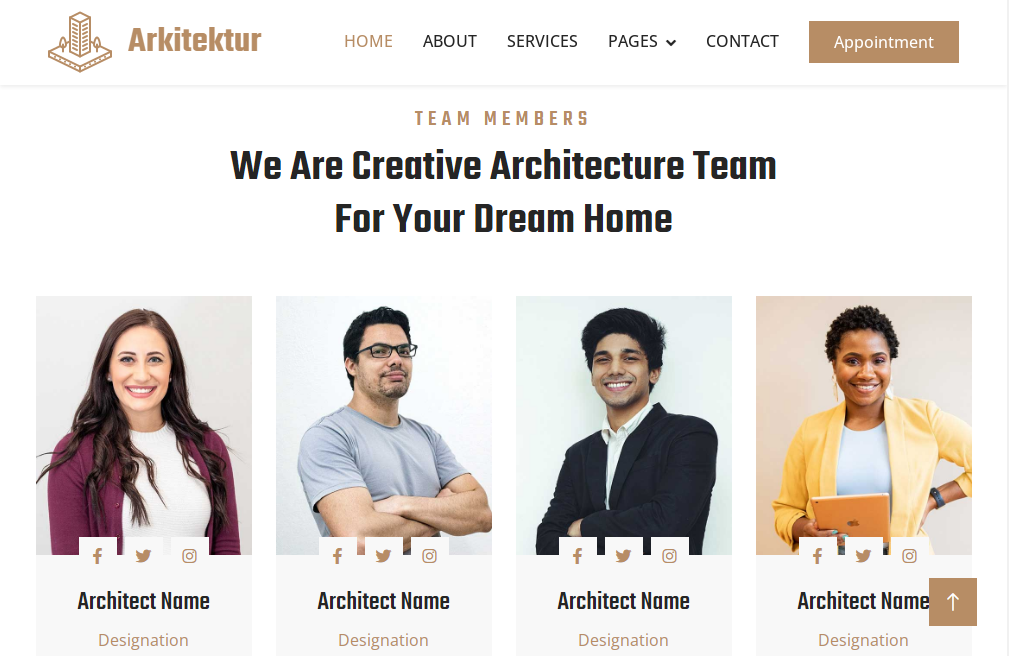 Arkitektur
HOME ABOUT SERVICES PAGES CONTACT Appointment
TEAM MEMBERS
We Are Creative Architecture Team
For Your Dream Home
Architect Name Architect Name Architect Name Architect Name
Designation Designation Designation Designation